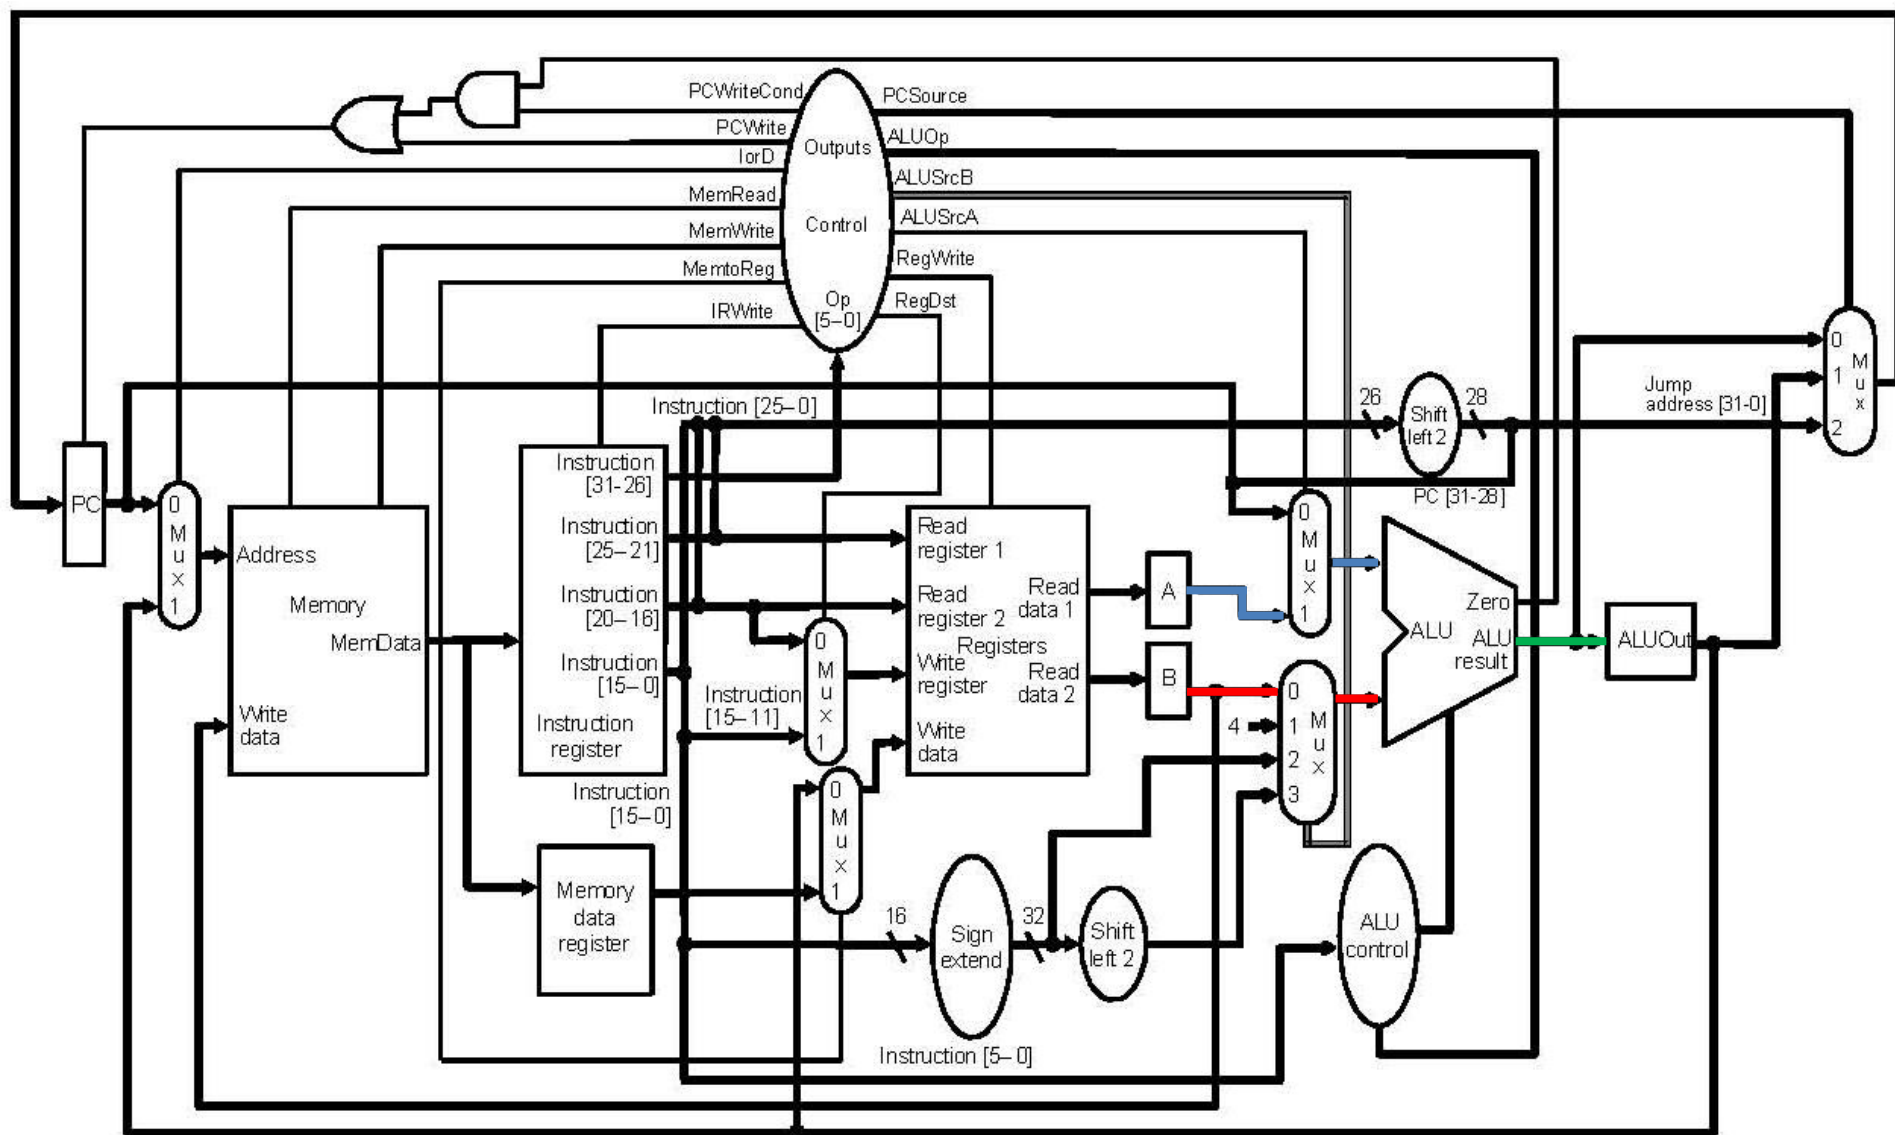 PCWriteCond
PCSource
PCWrite
ALUOp
Outputs
IorD
ALUSrcB
MemRead
ALUSrcA
Control
MemWrite
RegWrite
MemtoReg
Op
[5–0]
RegDst
IRWrite
0
1
2
M
u
x
Jump
address [31-0]
Instruction [25–0]
26
Shift
left 2
28
PC [31-28]
PC
0
M
u
x
1
Address
Memory
MemData
Write
data
Instruction
[31-26]
Instruction
[25–21]
Instruction
[20–16]
Instruction
[15–0]
Instruction
register
Instruction
[15–11]
0
M
u
x
1
Read
register 1
Read
register 2
Registers
Write
register
Write
data
Read
data 1
Read
data 2
A
B
0
M
u
x
1
4
0
1
2
3
M
u
x
Zero
ALU
ALU
result
ALUOut
Instruction
[15–0]
Memory
data
register
0
M
u
x
1
16
Sign
extend
32
Shift
left 2
ALU
control
Instruction [5–0]